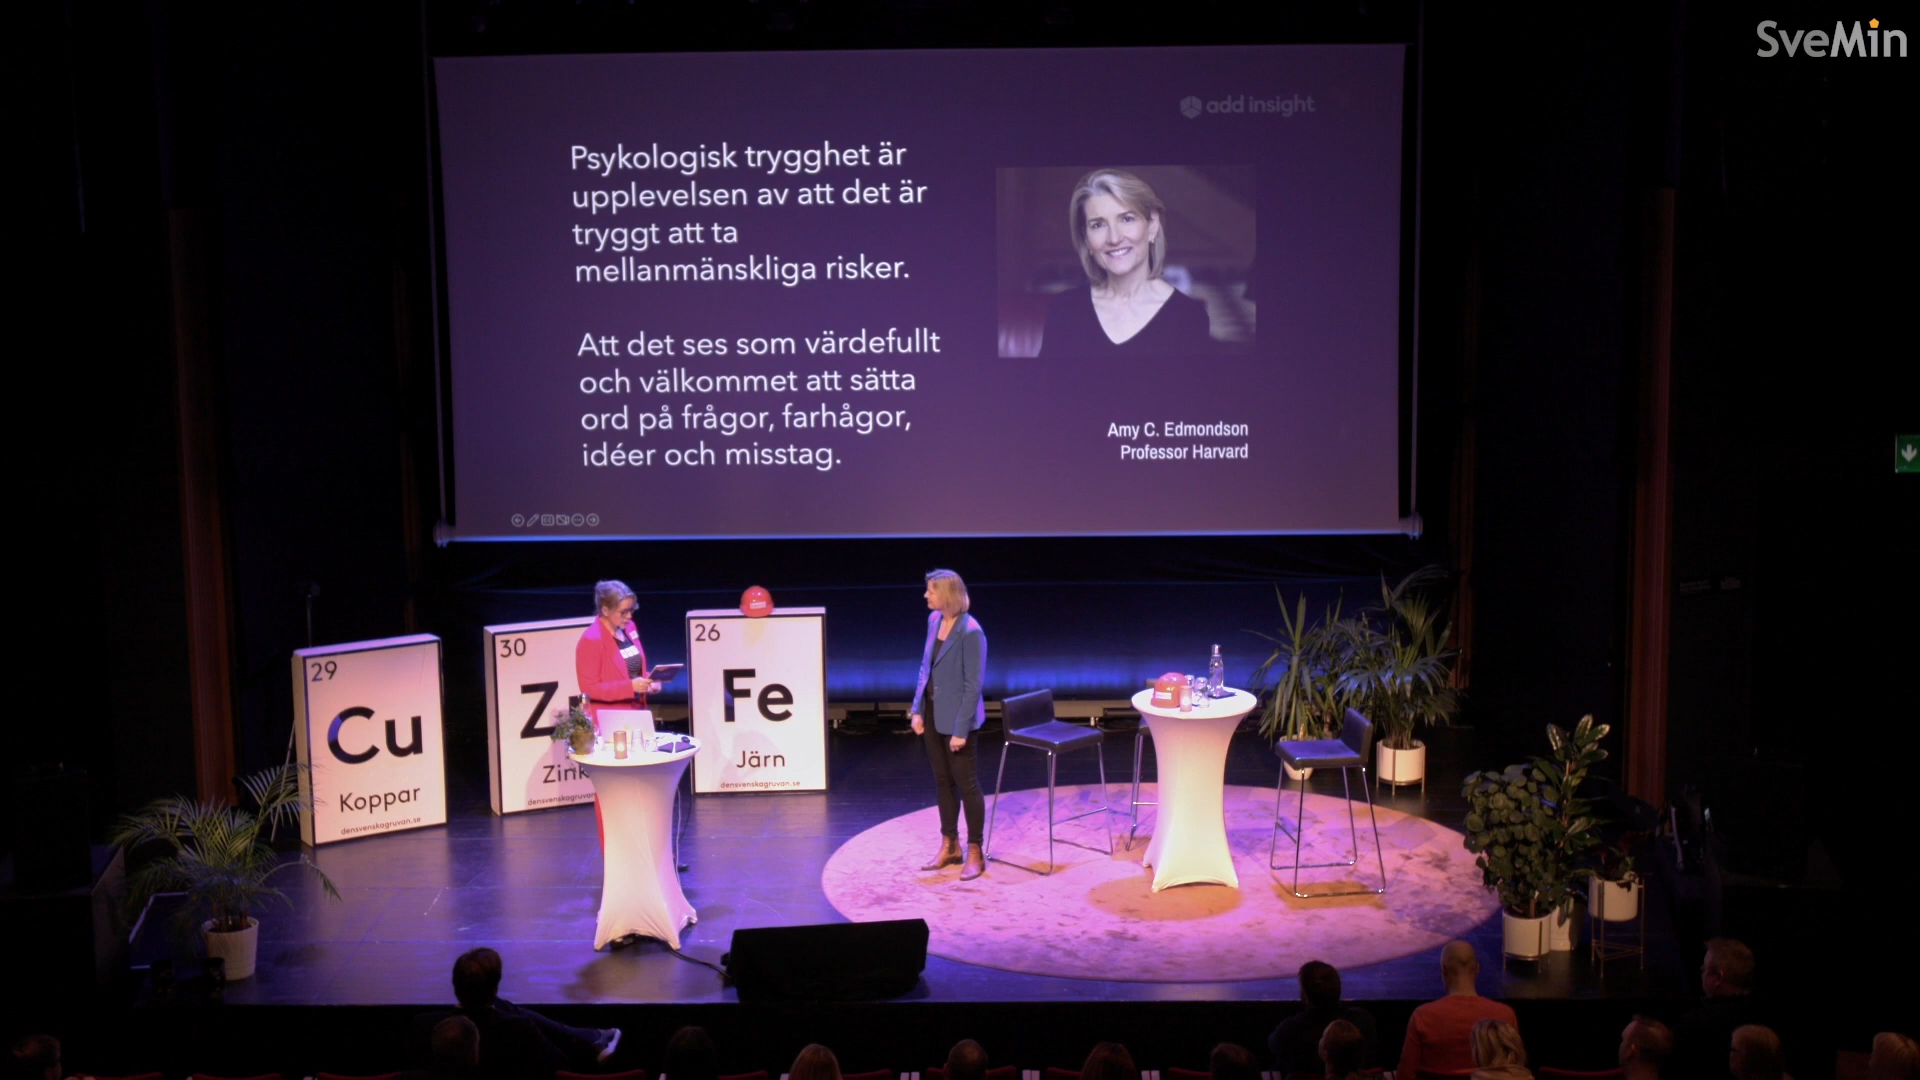 SveMin
add insight
Psykologisk trygghet är
upplevelsen av att det är
tryggt att ta
mellanmänskliga risker.
Att det ses som värdefullt
och välkommet att sätta
ord på frågor, farhågor,
idéer och misstag.
Amy C. Edmondson
Professor Harvard
29
Cu
Koppar
densvenskagruvan.se
30
Zink
densvenskagruvan
26
Fe
Järn
densvenskagruvan.se